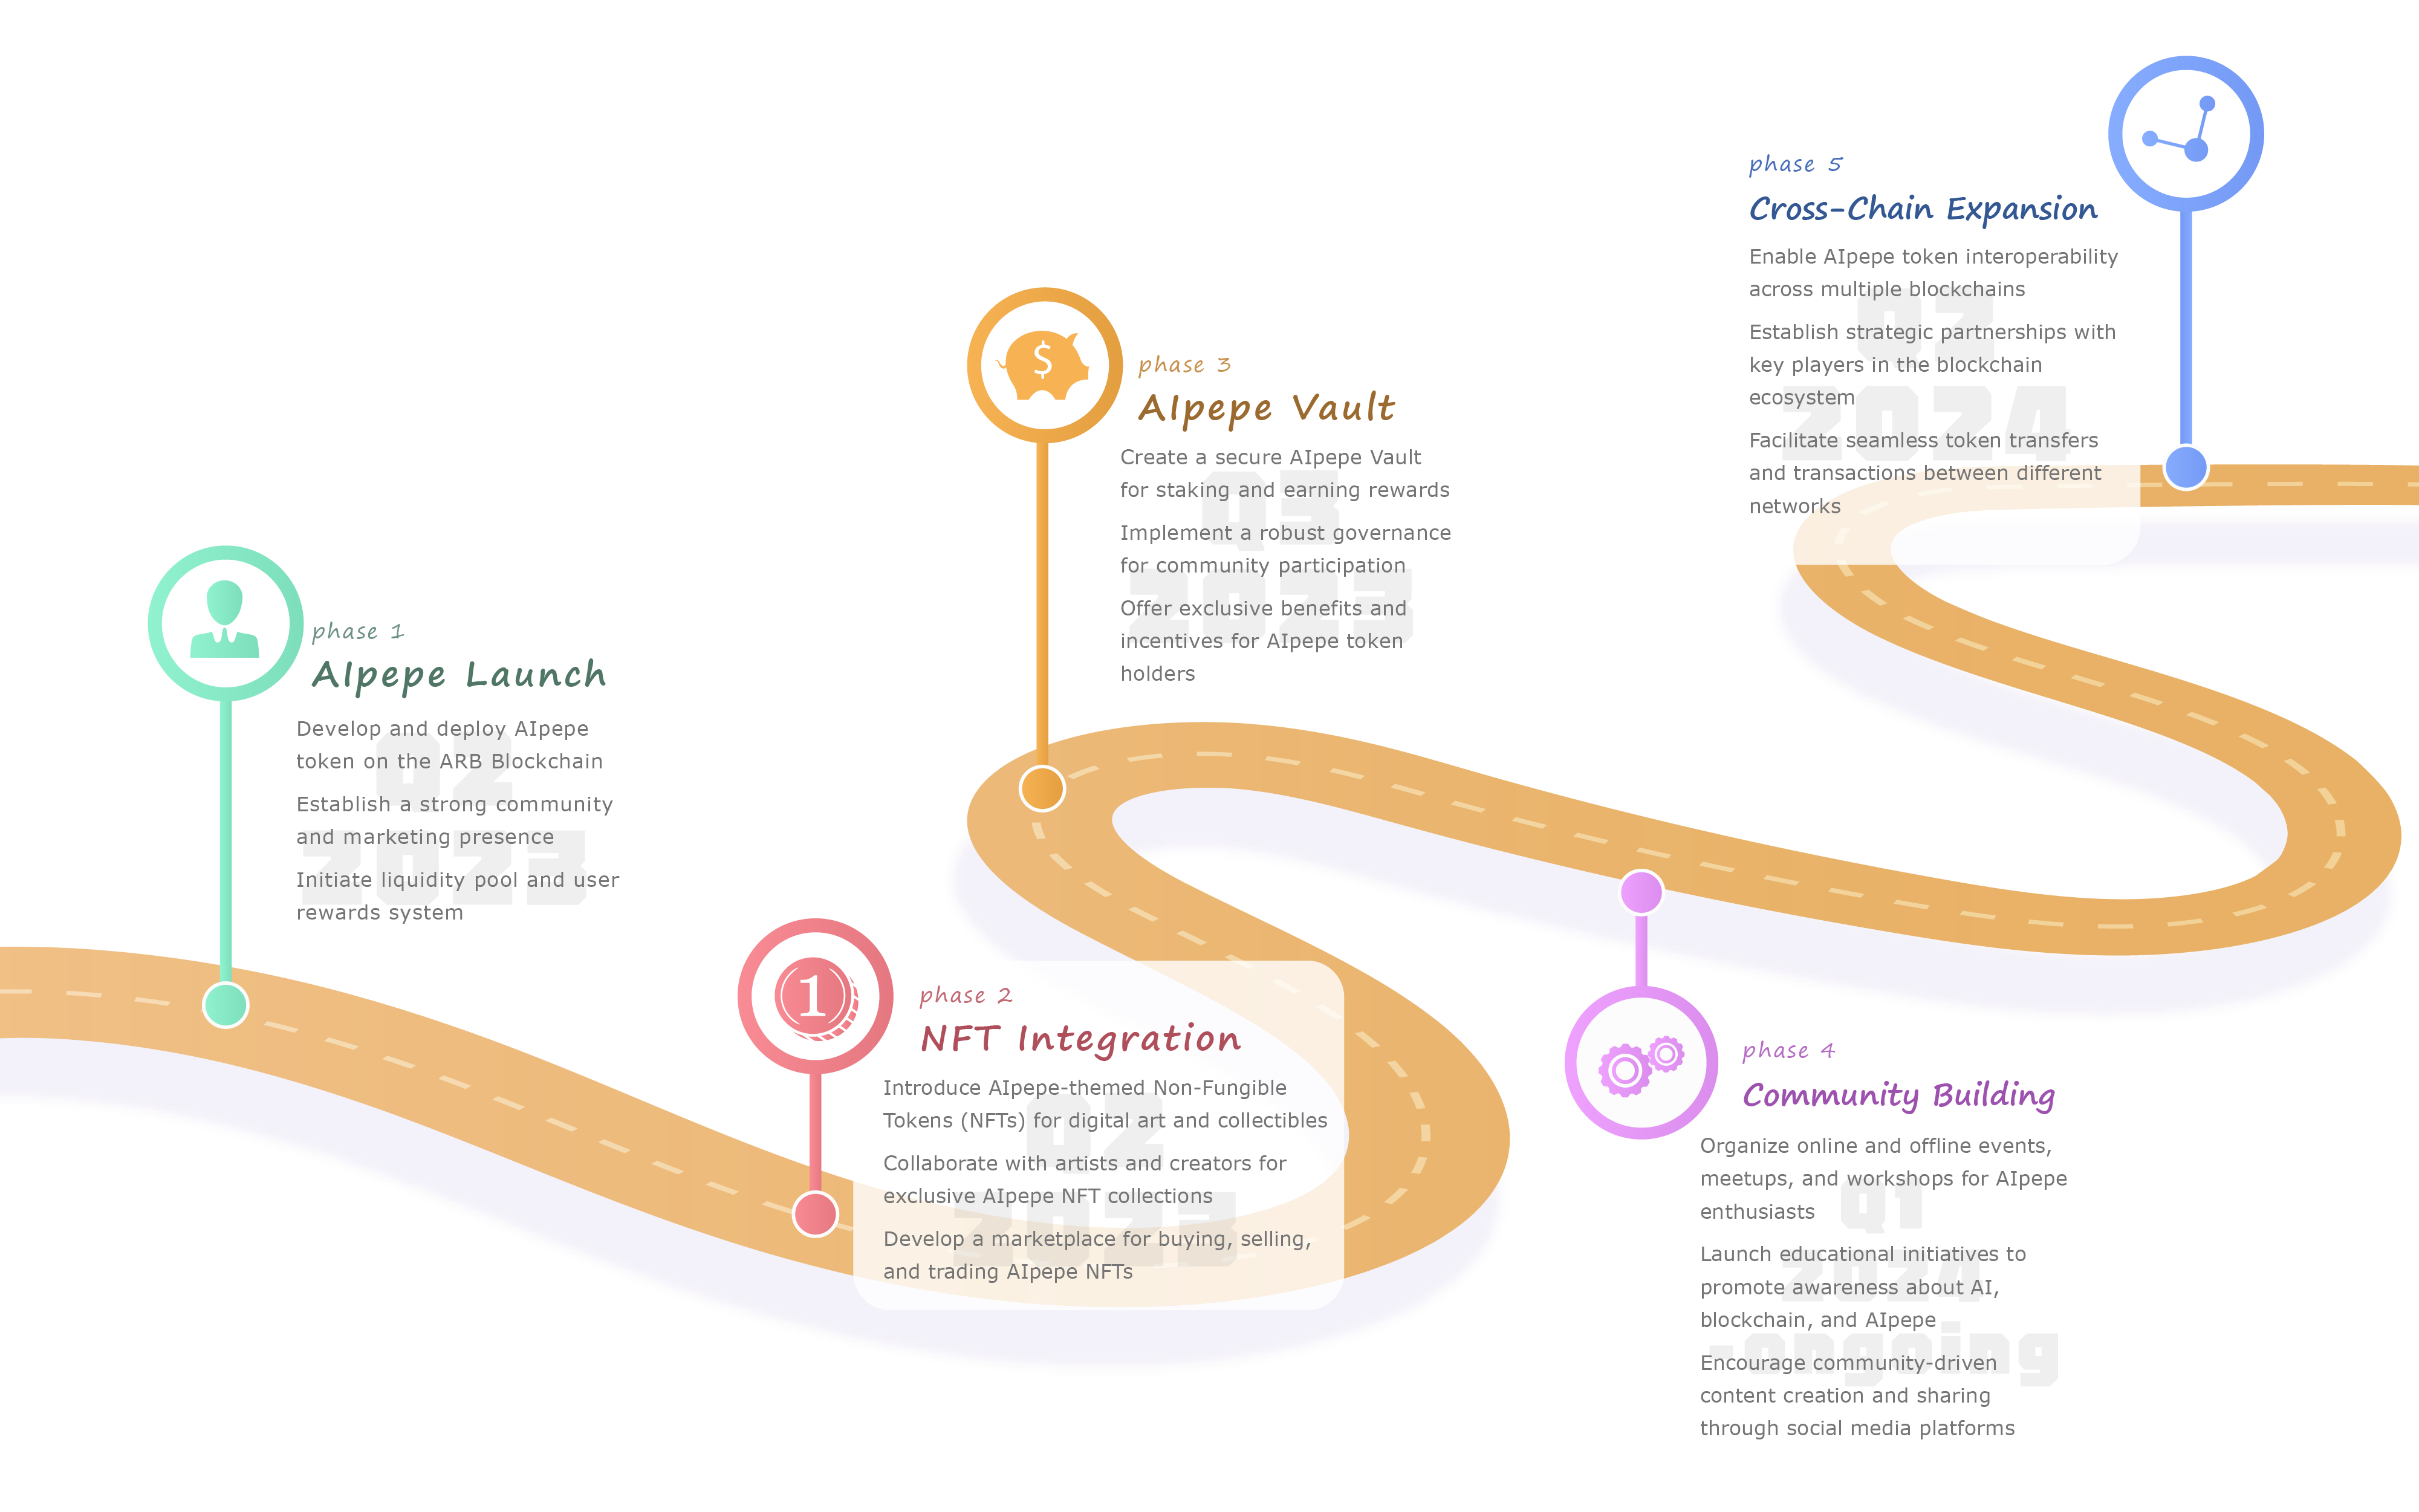 phase 1
AIpepe Launch
Q2
2023
Develop and deploy AIpepe
token on the ARB Blockchain
Establish a strong community
and marketing presence
Initiate liquidity pool and user
rewards system
phase 2
NFT Integration
Q2
2023
Introduce AIpepe-themed Non-Fungible
Tokens (NFTs) for digital art and collectibles
Collaborate with artists and creators for
exclusive AIpepe NFT collections
Develop a marketplace for buying, selling,
and trading AIpepe NFTs
1
phase 3
AIpepe Vault
Q3
2023
Create a secure AIpepe Vault
for staking and earning rewards
Implement a robust governance
for community participation
Offer exclusive benefits and
incentives for AIpepe token
holders
$
phase 4
Community Building
Q1
2024
-ongoing
Organize online and offline events,
meetups, and workshops for AIpepe
enthusiasts
Launch educational initiatives to
promote awareness about AI,
blockchain, and AIpepe
Encourage community-driven
content creation and sharing
through social media platforms
phase 5
Cross-Chain Expansion
2024
Enable AIpepe token interoperability
across multiple blockchains
Establish strategic partnerships with
key players in the blockchain
ecosystem
Facilitate seamless token transfers
and transactions between different
networks